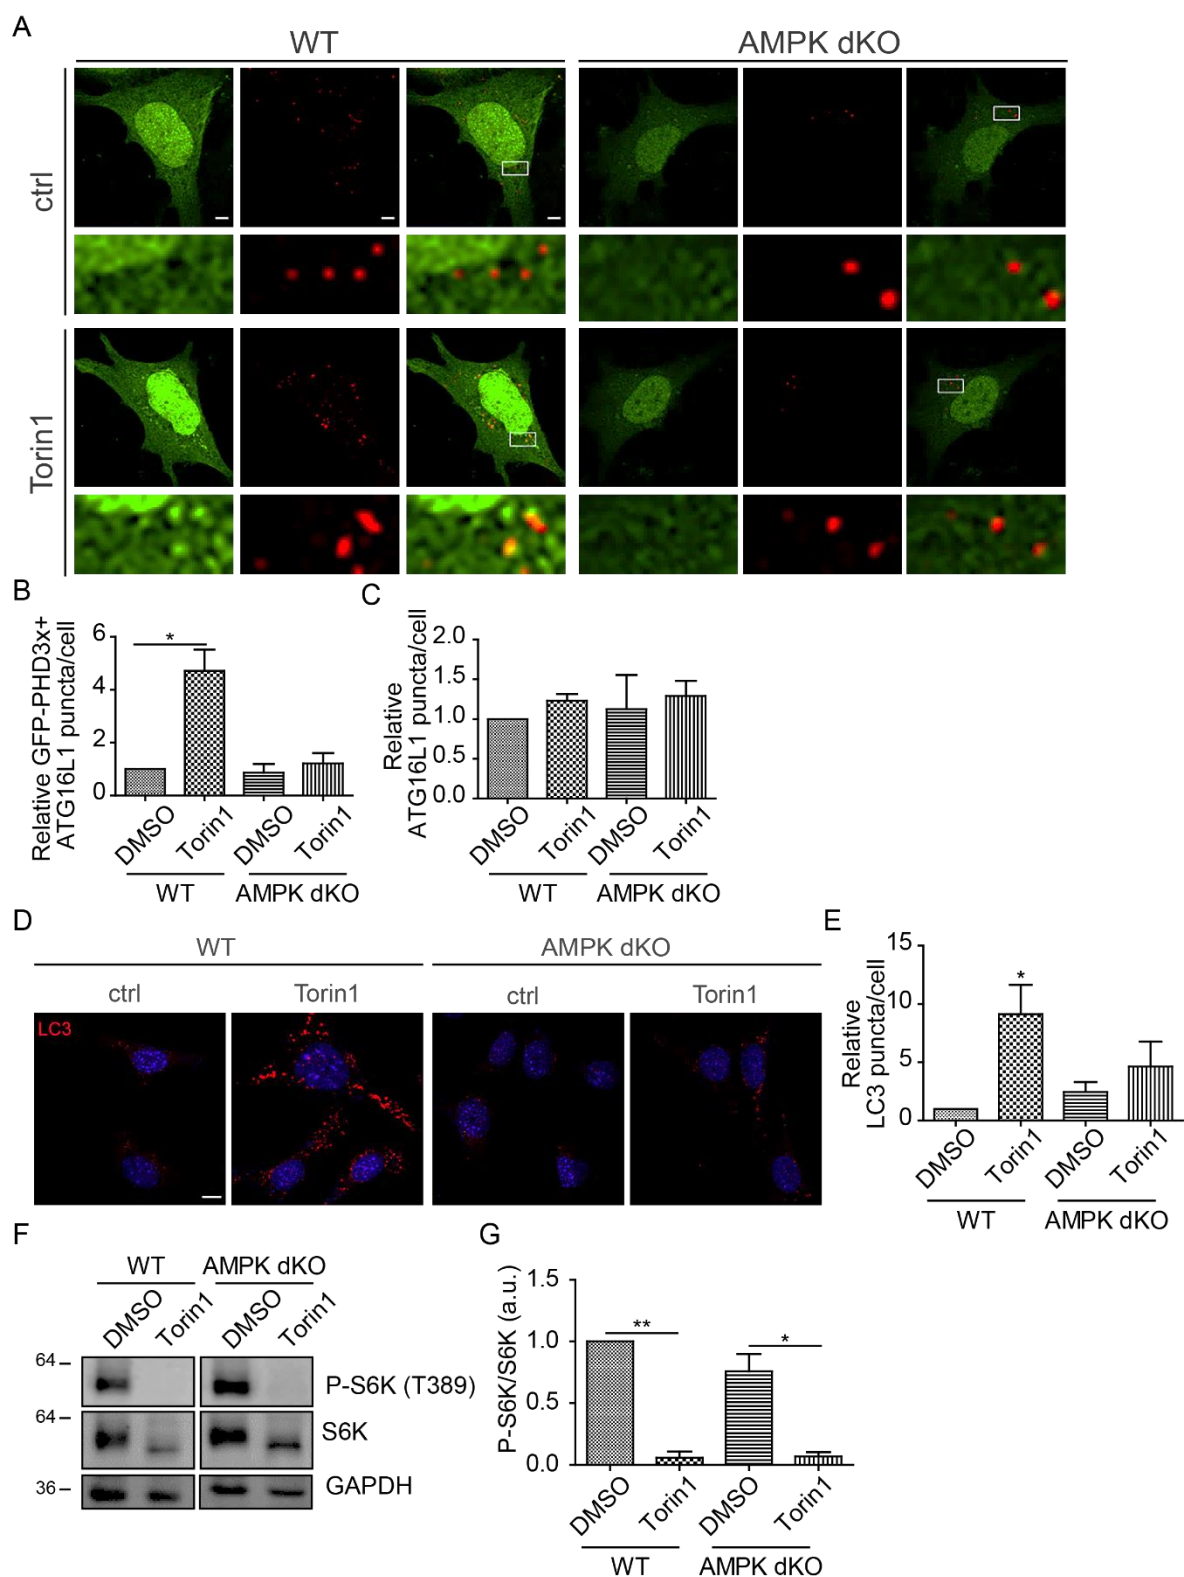 A
WT
AMPK dKO
ctrl
Torin1
B
Relative GFP-PHD3x+
ATG16L1 puncta/cell
6
4
2
0
*
DMSO
Torin1
DMSO
Torin1
WT
AMPK dKO
C
Relative
ATG16L1 puncta/cell
2.0
1.5
1.0
0.5
0.0
DMSO
Torin1
DMSO
Torin1
WT
AMPK dKO
D
WT
AMPK dKO
ctrl
Torin1
ctrl
Torin1
LC3
E
Relative
LC3 puncta/cell
15
10
5
0
*
DMSO
Torin1
DMSO
Torin1
WT
AMPK dKO
F
WT
AMPK dKO
DMSO
Torin1
DMSO
Torin1
64
P-S6K (T389)
64
S6K
36
GAPDH
G
P-S6K/S6K (a.u.)
1.5
1.0
0.5
0.0
**
*
DMSO
Torin1
DMSO
Torin1
WT
AMPK dKO